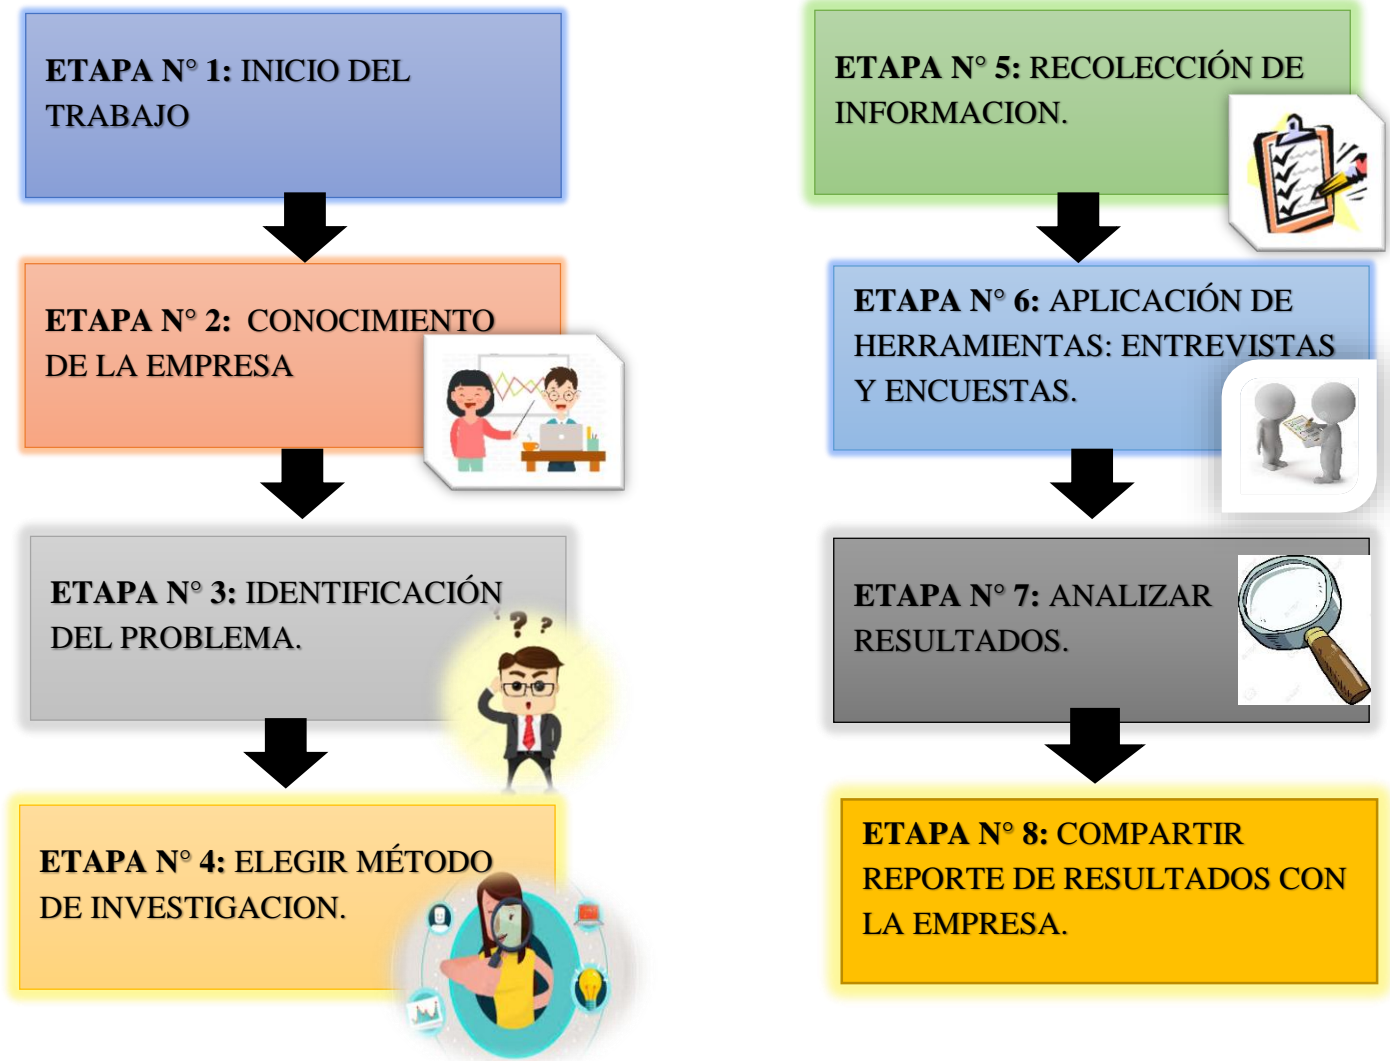 ETAPA N° 1: INICIO DEL
TRABAJO
ETAPA N° 2: CONOCIMIENTO
DE LA EMPRESA
ETAPA N° 3: IDENTIFICACIÓN
DEL PROBLEMA.
ETAPA N° 4: ELEGIR MÉTODO
DE INVESTIGACION.
ETAPA N° 5: RECOLECCIÓN DE
INFORMACION.
ETAPA N° 6: APLICACIÓN DE
HERRAMIENTAS: ENTREVISTAS
Y ENCUESTAS.
ETAPA N° 7: ANALIZAR
RESULTADOS.
ETAPA N° 8: COMPARTIR
REPORTE DE RESULTADOS CON
LA EMPRESA.